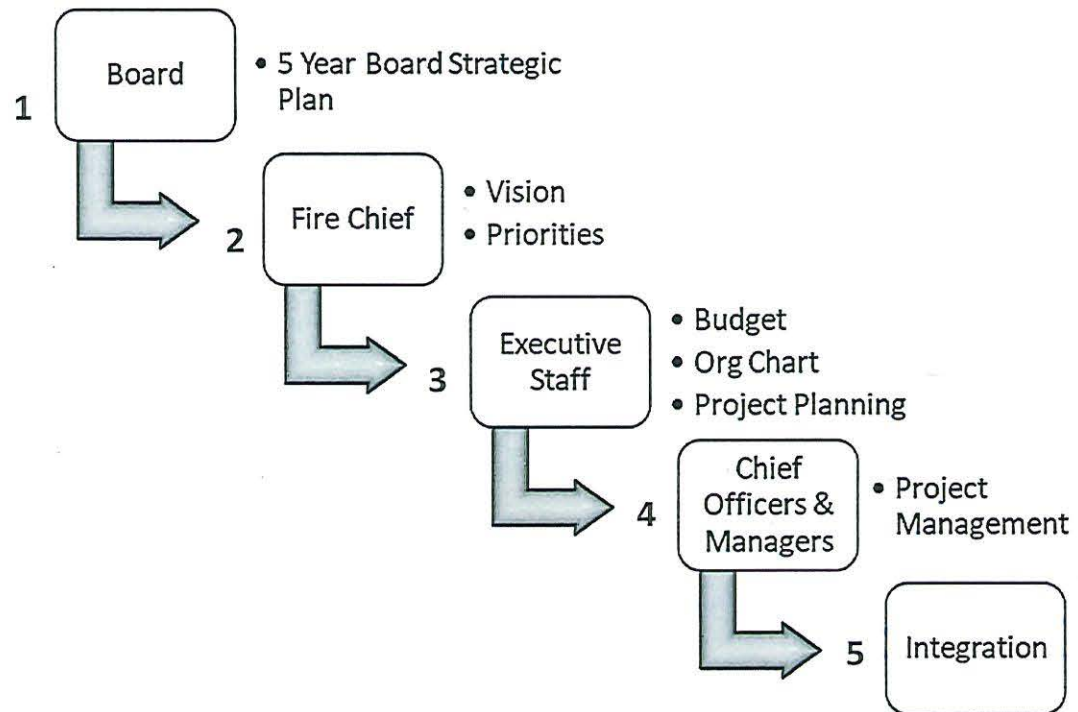 Board
• 5 Year Board Strategic
Plan
1
Fire Chief
• Vision
• Priorities
2
Executive
Staff
• Budget
• Org Chart
• Project Planning
3
Chief
Officers &
Managers
• Project
Management
4
Integration
5